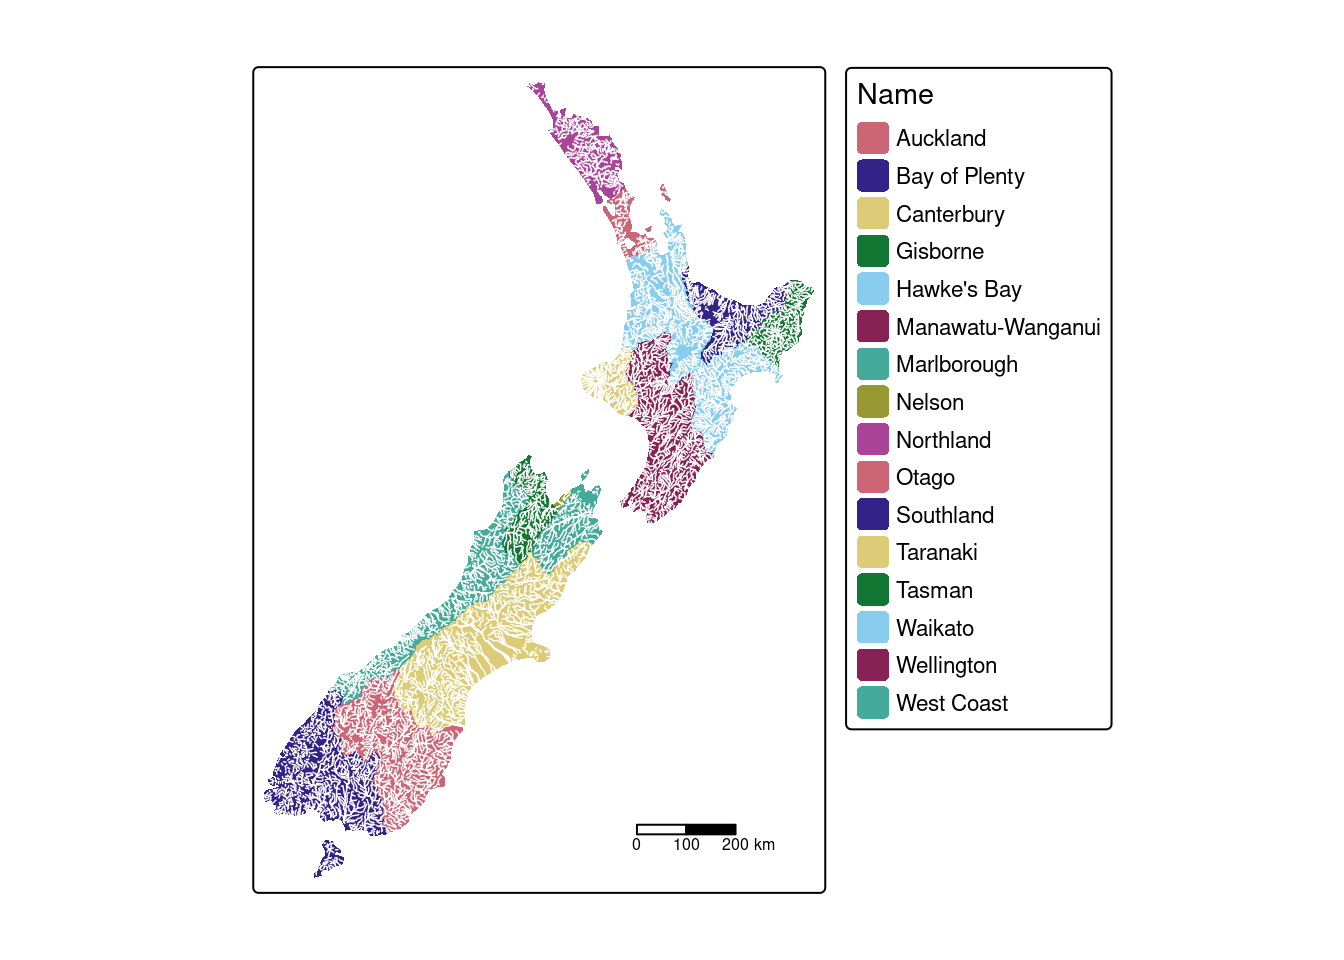 Name
Auckland
Bay of Plenty
Canterbury
Gisborne
Hawke's Bay
Manawatu-Wanganui
Marlborough
Nelson
Northland
Otago
Southland
Taranaki
Tasman
Waikato
Wellington
West Coast
0 100 200 km